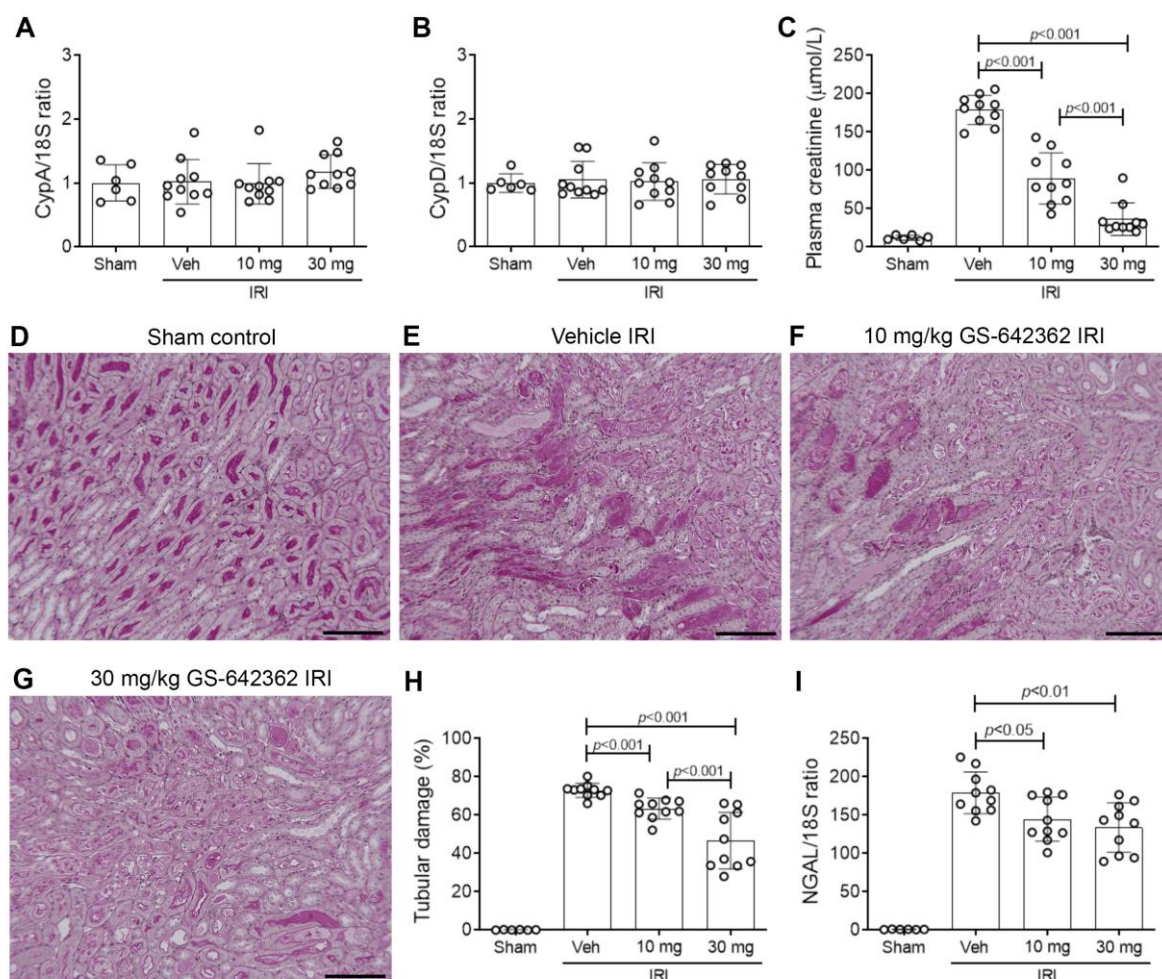 A
CypA/18S ratio
3
2
1
0
Sham
Veh
10 mg
30 mg
IRI
B
CypD/18S ratio
3
2
1
0
Sham
Veh
10 mg
30 mg
IRI
C
Plasma creatinine (μmol/L)
p<0.001
p<0.001
p<0.001
250
200
150
100
50
0
Sham
Veh
10 mg
30 mg
IRI
D
Sham control
E
Vehicle IRI
F
10 mg/kg GS-642362 IRI
G
30 mg/kg GS-642362 IRI
H
Tubular damage (%)
p<0.001
p<0.001
p<0.001
100
80
60
40
20
0
Sham
Veh
10 mg
30 mg
IRI
I
NGAL/18S ratio
p<0.01
p<0.05
250
200
150
100
50
0
Sham
Veh
10 mg
30 mg
IRI